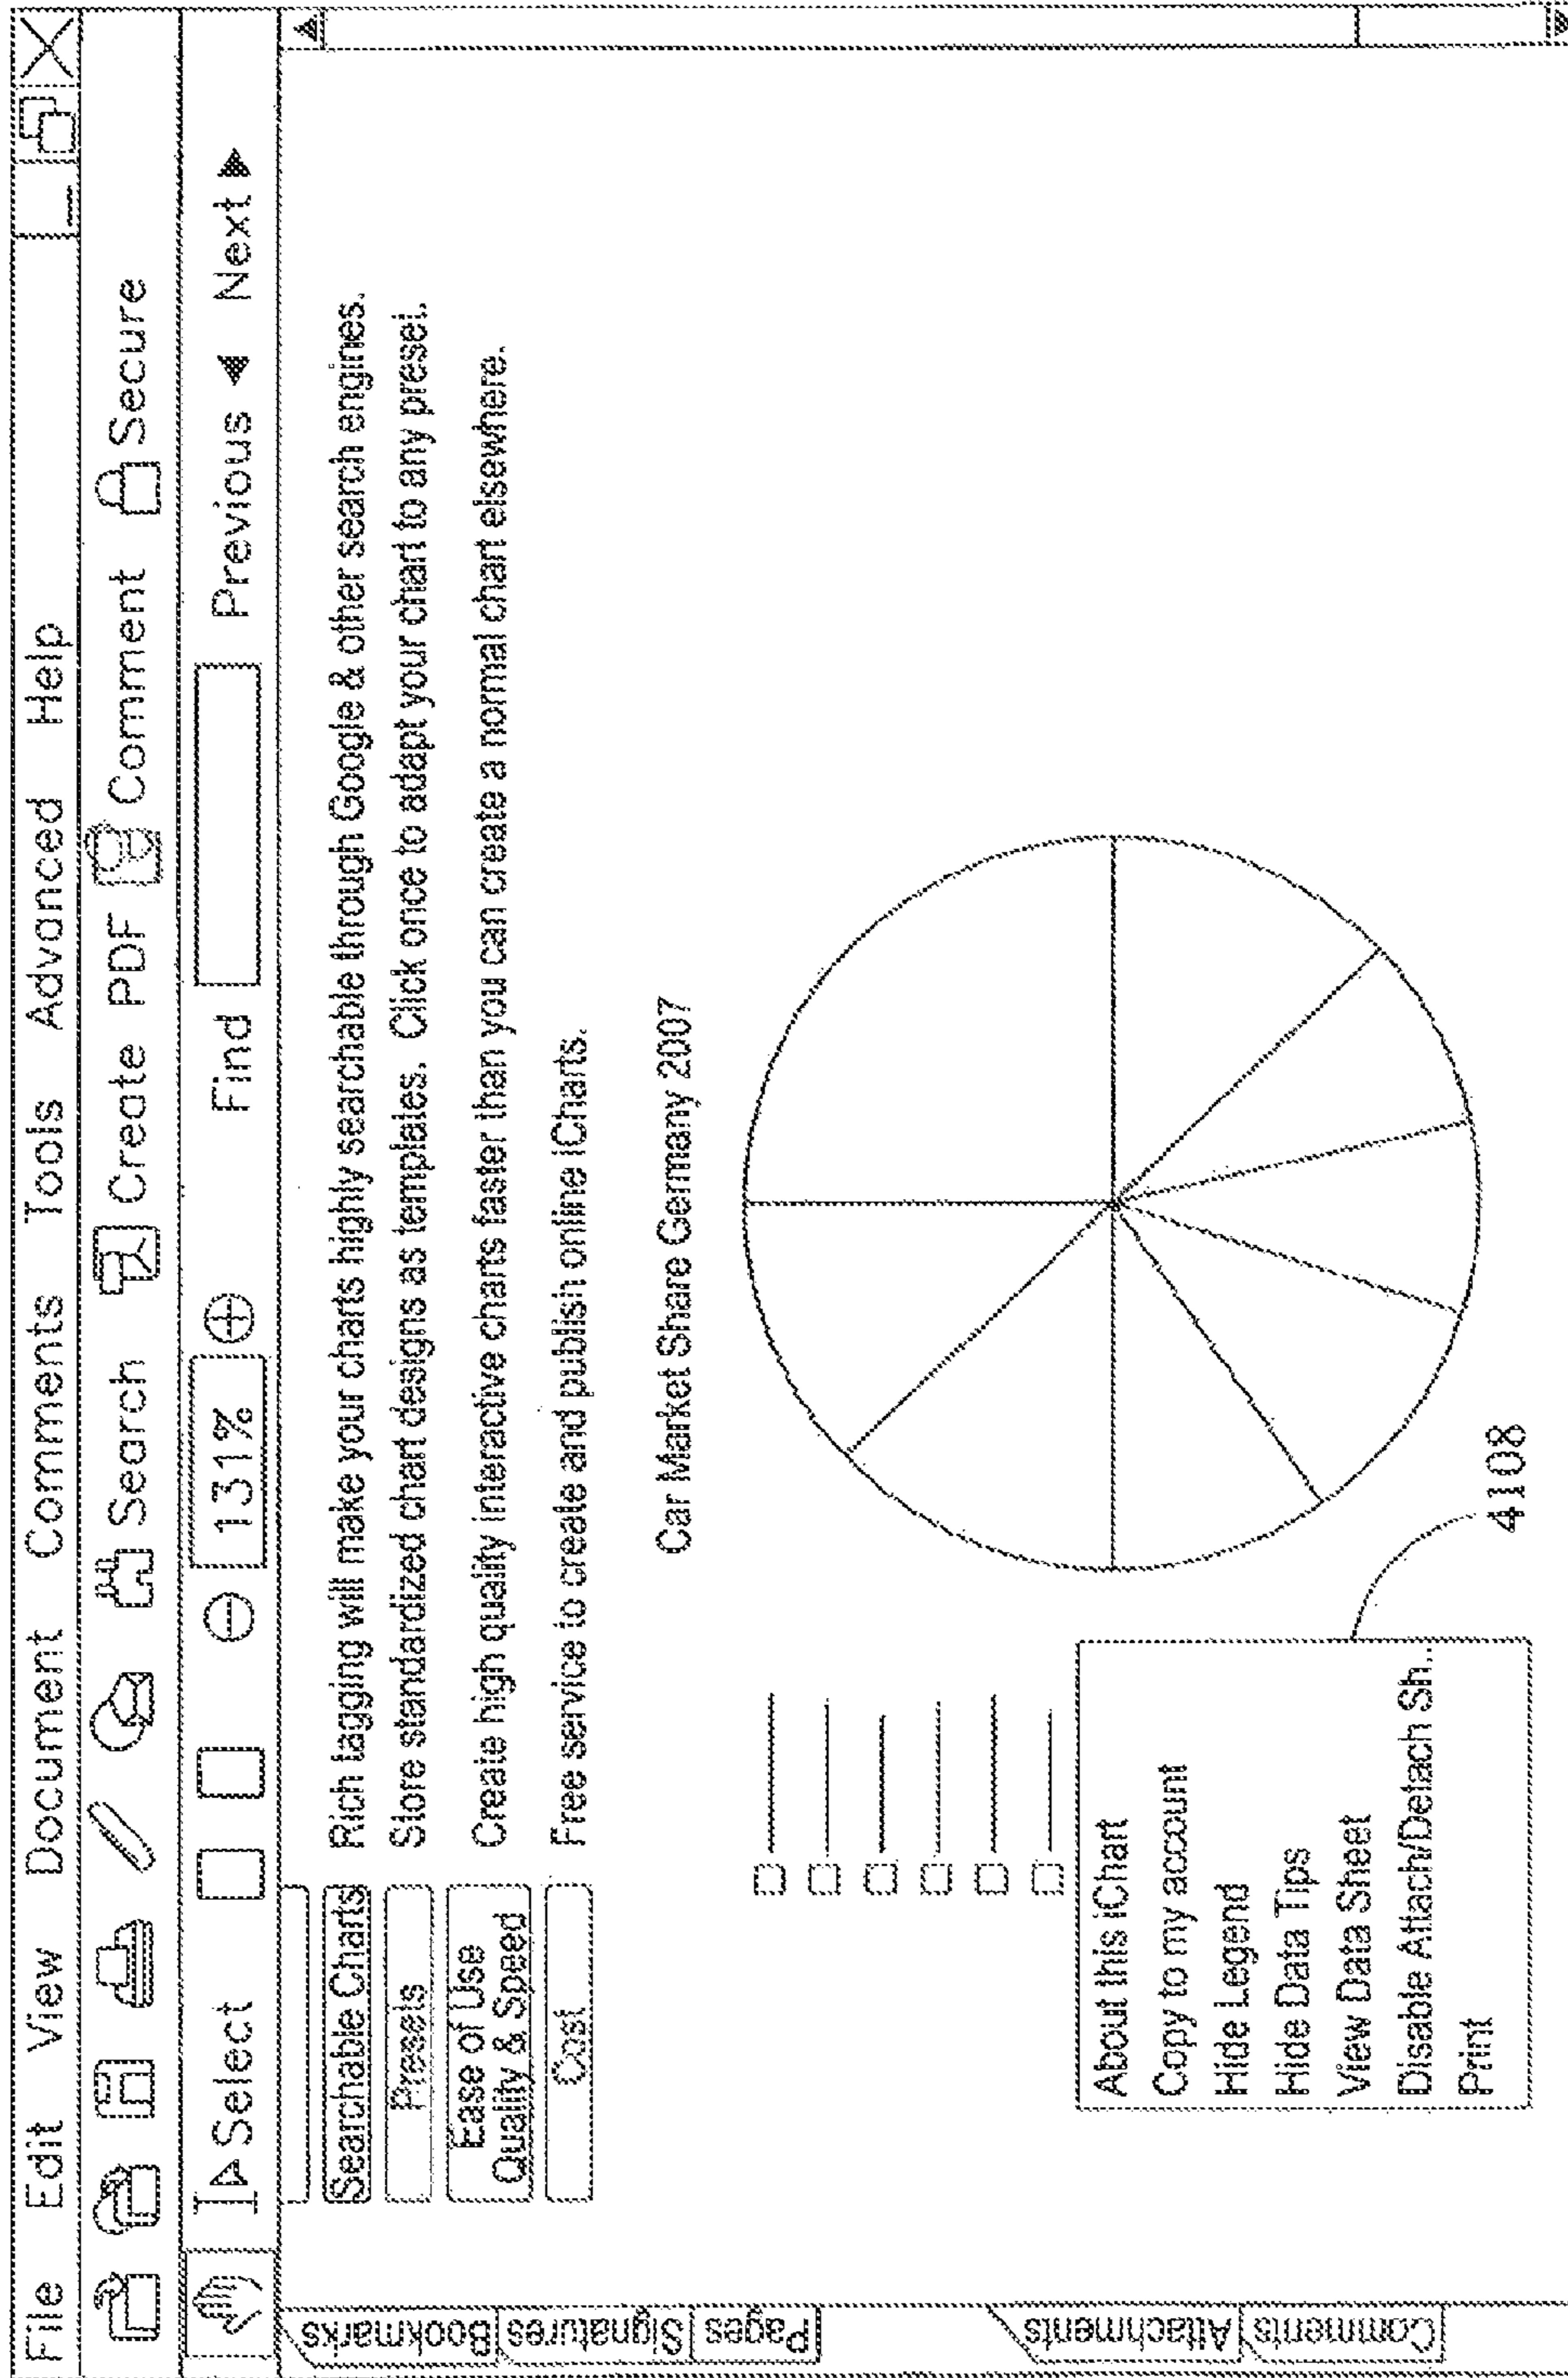 File Edit View Document Comments Tools Advanced Help
Search Create PDF Comment Secure
Select 131% Find Previous Next
Searchable Charts Rich tagging will make your charts highly searchable through Google & other search engines.
Presets Store standardized chart designs as templates. Click once to adapt your chart to any preset.
Ease of Use
Quality & Speed Create high quality interactive charts faster than you can create a normal chart elsewhere.
Cost Free service to create and publish online iCharts.
Car Market Share Germany 2007
About this iChart
Copy to my account
Hide Legend
Hide Data Tips
View Data Sheet
Disable Attach/Detach Sh..
Print
4108
Bookmarks
Signatures
Pages
Attachments
Comments